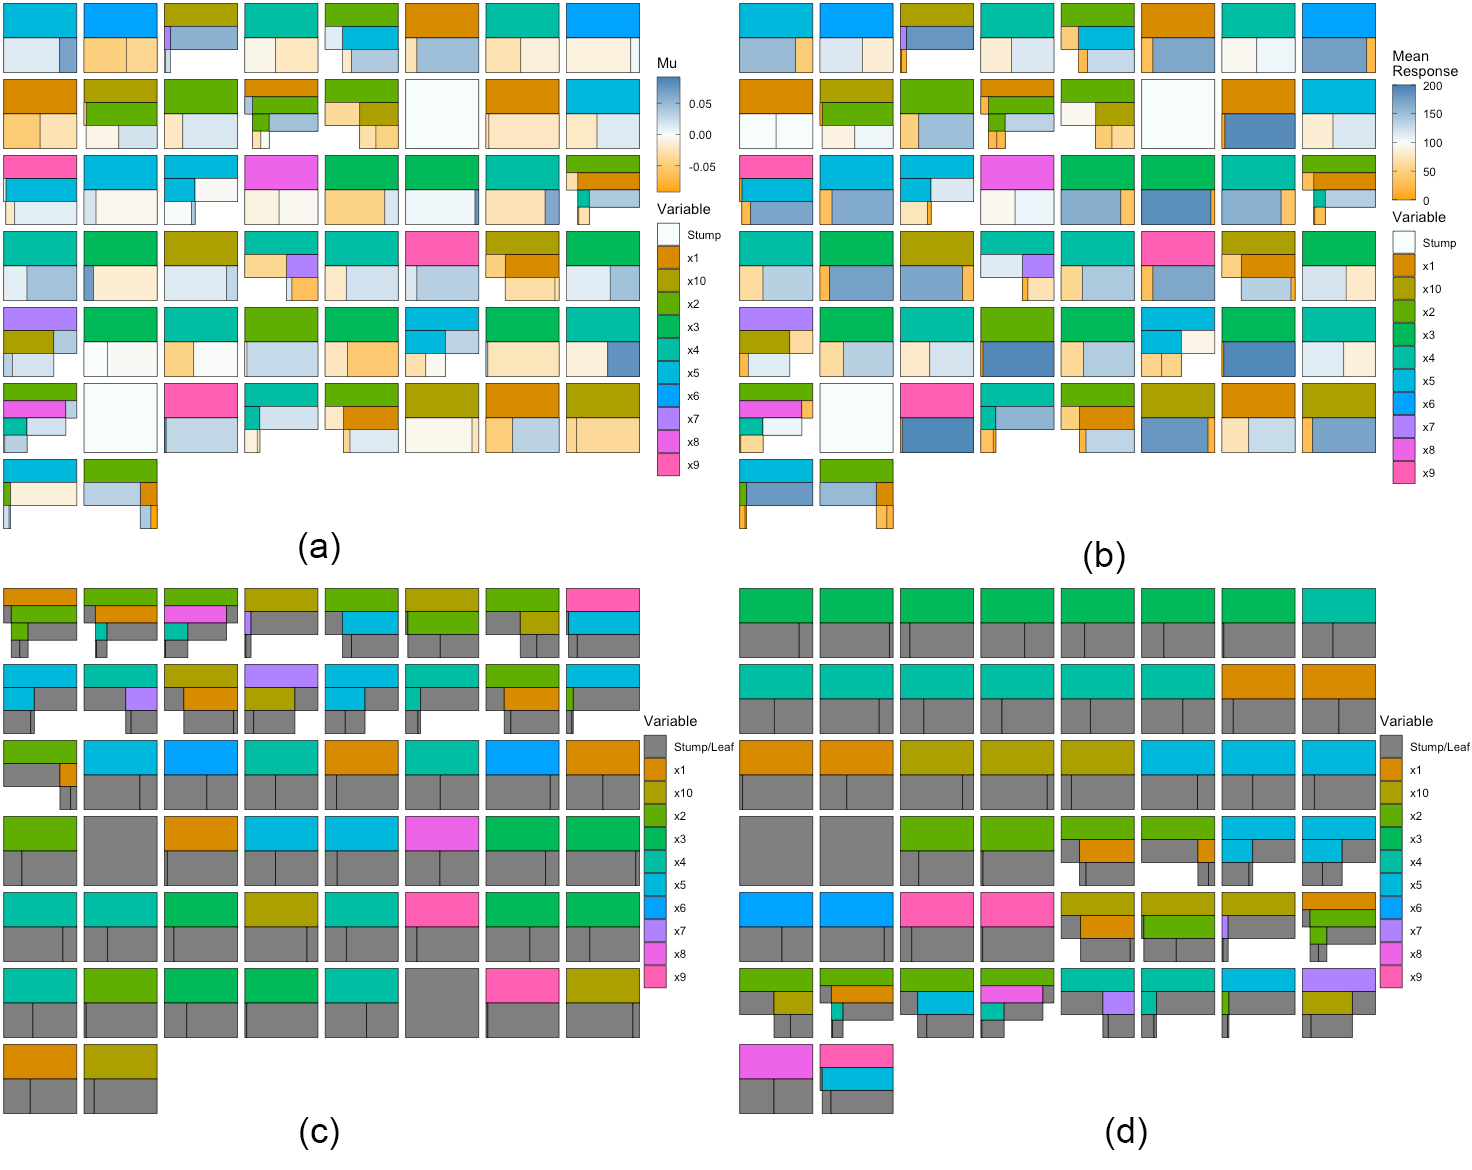 Mu
0.05
0.00
-0.05
Variable
Stump
x1
x10
x2
x3
x4
x5
x6
x7
x8
x9
(a)
Mean
Response
200
150
100
50
0
Variable
Stump
x1
x10
x2
x3
x4
x5
x6
x7
x8
x9
(b)
Variable
Stump/Leaf
x1
x10
x2
x3
x4
x5
x6
x7
x8
x9
(c)
Variable
Stump/Leaf
x1
x10
x2
x3
x4
x5
x6
x7
x8
x9
(d)